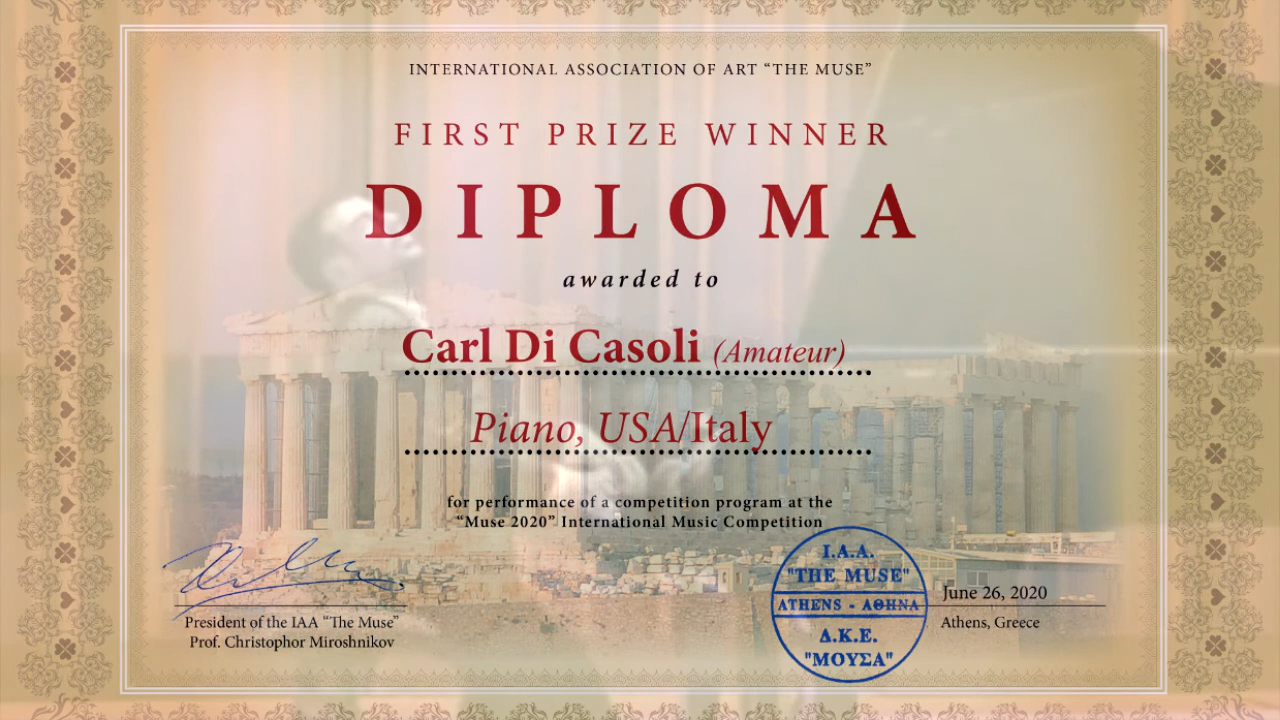 INTERNATIONAL ASSOCIATION OF ART “THE MUSE”
FIRST PRIZE WINNER
DIPLOMA
awarded to
Carl Di Casoli (Amateur)
Piano, USA/Italy
for performance of a competition program at the
“Muse 2020” International Music Competition
President of the IAA “The Muse”
Prof. Christophor Miroshnikov
I.A.A.
"THE MUSE"
ATHENS - ΑΘΗΝΑ
Δ.Κ.Ε.
"ΜΟΥΣΑ"
June 26, 2020
Athens, Greece